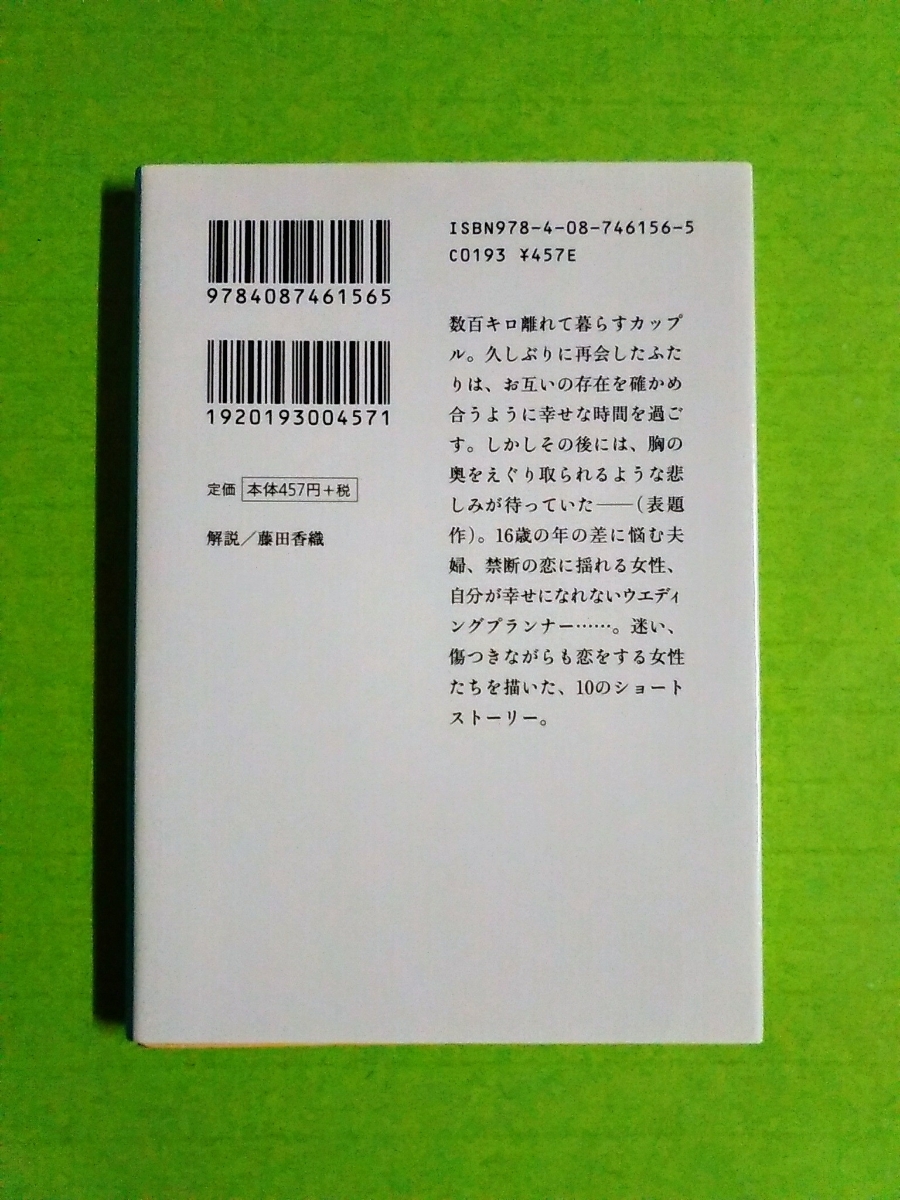 9784087461565
1920193004571
定価 本体457円+税
解説／藤田香織
ISBN978-4-08-746156-5
C0193 ¥457E
数百キロ離れて暮らすカップ
ル。久しぶりに再会したふた
りは、お互いの存在を確かめ
合うように幸せな時間を過ご
す。しかしその後には、胸の
奥をえぐり取られるような悲
しみが待っていた――(表題
作)。16歳の年の差に悩む夫
婦、禁断の恋に揺れる女性、
自分が幸せになれないウエディ
ングプランナー……。迷い、
傷つきながらも恋をする女性
たちを描いた、10のショート
ストーリー。